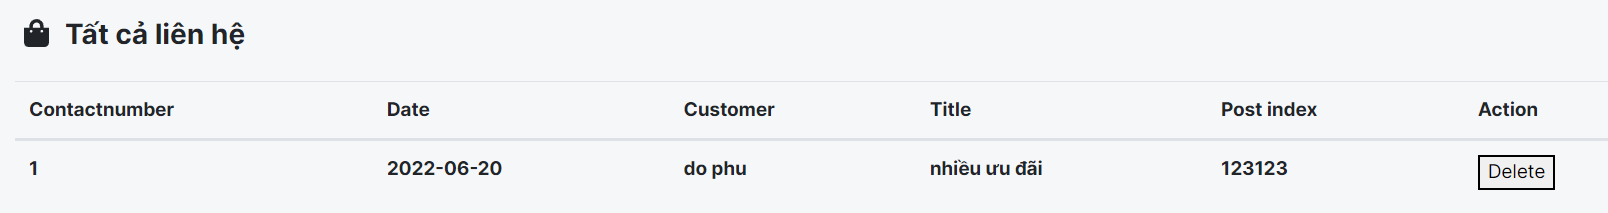 Tất cả liên hệ
Contactnumber Date Customer Title Post index Action
1 2022-06-20 do phu nhiều ưu đãi 123123 Delete